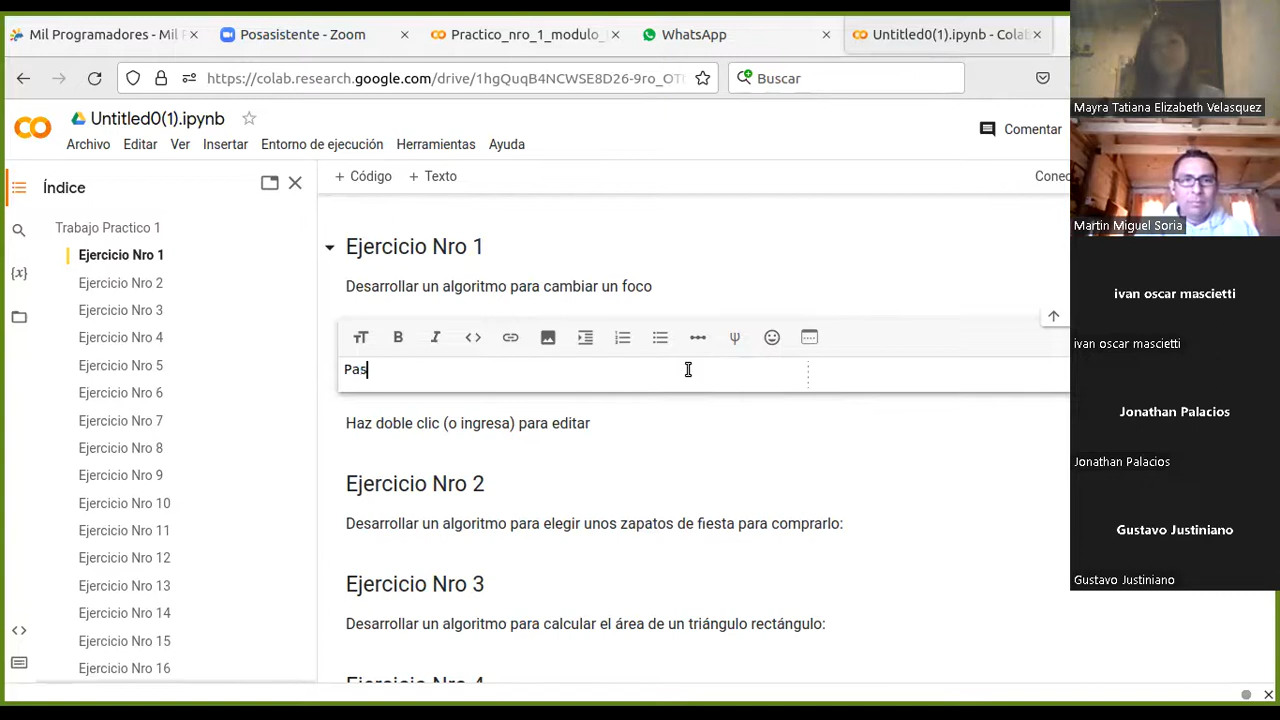 Mil Programadores - Mil P
Posasistente - Zoom
Practico_nro_1_modulo_
WhatsApp
Untitled0(1).ipynb - Colab
https://colab.research.google.com/drive/1hgQuqB4NCWSE8D26-9ro_OT
Buscar
Untitled0(1).ipynb
Comentar
Archivo Editar Ver Insertar Entorno de ejecución Herramientas Ayuda
+ Código + Texto
Conec
Índice
Trabajo Practico 1
Ejercicio Nro 1
Ejercicio Nro 2
Ejercicio Nro 3
Ejercicio Nro 4
Ejercicio Nro 5
Ejercicio Nro 6
Ejercicio Nro 7
Ejercicio Nro 8
Ejercicio Nro 9
Ejercicio Nro 10
Ejercicio Nro 11
Ejercicio Nro 12
Ejercicio Nro 13
Ejercicio Nro 14
Ejercicio Nro 15
Ejercicio Nro 16
Ejercicio Nro 1
Desarrollar un algoritmo para cambiar un foco
Pas
Haz doble clic (o ingresa) para editar
Ejercicio Nro 2
Desarrollar un algoritmo para elegir unos zapatos de fiesta para comprarlo:
Ejercicio Nro 3
Desarrollar un algoritmo para calcular el área de un triángulo rectángulo:
Ejercicio Nro 4
Mayra Tatiana Elizabeth Velasquez
Martin Miguel Soria
ivan oscar mascietti
ivan oscar mascietti
Jonathan Palacios
Jonathan Palacios
Gustavo Justiniano
Gustavo Justiniano